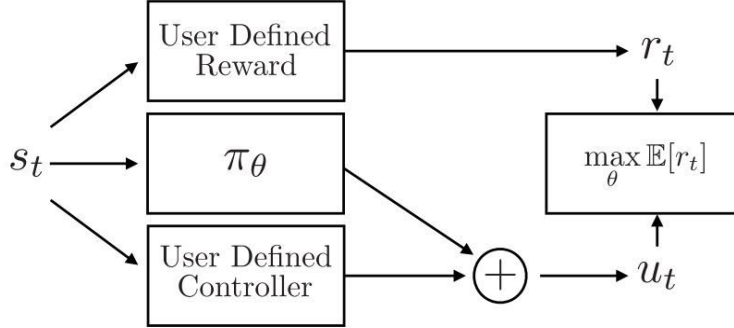 User Defined
Reward
r_t
s_t
π_θ
max_θ 𝔼[r_t]
User Defined
Controller
+
u_t